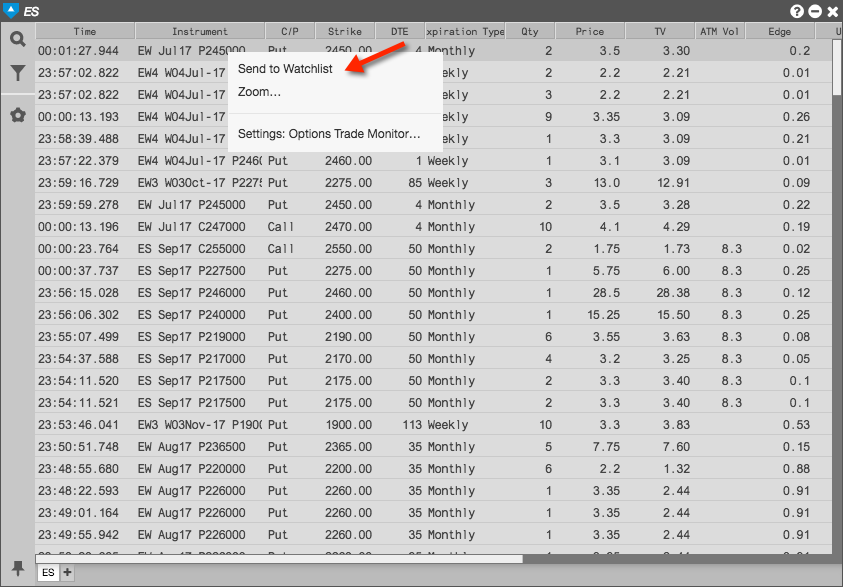 ES
Time Instrument C/P Strike DTE xpiration Type Qty Price TV ATM Vol Edge U
00:01:27.944 EW Jul17 P245000 Put 2450.00 4 Monthly 2 3.5 3.30 0.2
23:57:02.822 EW4 W04Jul-17 ekly 2 2.2 2.21 0.01
23:57:02.822 EW4 W04Jul-17 ekly 3 2.2 2.21 0.01
00:00:13.193 EW4 W04Jul-17 ekly 9 3.35 3.09 0.26
23:58:39.488 EW4 W04Jul-17 ekly 1 3.3 3.09 0.21
Send to Watchlist
Zoom...
Settings: Options Trade Monitor...
23:57:22.379 EW4 W04Jul-17 P2460 Put 2460.00 1 Weekly 1 3.1 3.09 0.01
23:59:16.729 EW3 W03Oct-17 P2275 Put 2275.00 85 Weekly 3 13.0 12.91 0.09
23:59:59.278 EW Jul17 P245000 Put 2450.00 4 Monthly 2 3.5 3.28 0.22
00:00:13.196 EW Jul17 C247000 Call 2470.00 4 Monthly 10 4.1 4.29 0.19
00:00:23.764 ES Sep17 C255000 Call 2550.00 50 Monthly 2 1.75 1.73 8.3 0.02
00:00:37.737 ES Sep17 P227500 Put 2275.00 50 Monthly 1 5.75 6.00 8.3 0.25
23:56:15.028 ES Sep17 P246000 Put 2460.00 50 Monthly 1 28.5 28.38 8.3 0.12
23:56:06.302 ES Sep17 P240000 Put 2400.00 50 Monthly 1 15.25 15.50 8.3 0.25
23:55:07.499 ES Sep17 P219000 Put 2190.00 50 Monthly 6 3.55 3.63 8.3 0.08
23:54:37.588 ES Sep17 P217000 Put 2170.00 50 Monthly 4 3.2 3.25 8.3 0.05
23:54:11.520 ES Sep17 P217500 Put 2175.00 50 Monthly 2 3.3 3.40 8.3 0.1
23:54:11.521 ES Sep17 P217500 Put 2175.00 50 Monthly 2 3.3 3.40 8.3 0.1
23:53:46.041 EW3 W03Nov-17 P1900 Put 1900.00 113 Weekly 10 3.3 3.83 0.53
23:50:51.748 EW Aug17 P236500 Put 2365.00 35 Monthly 5 7.75 7.60 0.15
23:48:55.680 EW Aug17 P220000 Put 2200.00 35 Monthly 6 2.2 1.32 0.88
23:48:22.593 EW Aug17 P226000 Put 2260.00 35 Monthly 1 3.35 2.44 0.91
23:49:01.164 EW Aug17 P226000 Put 2260.00 35 Monthly 1 3.35 2.44 0.91
23:49:55.942 EW Aug17 P226000 Put 2260.00 35 Monthly 1 3.35 2.44 0.91
ES +